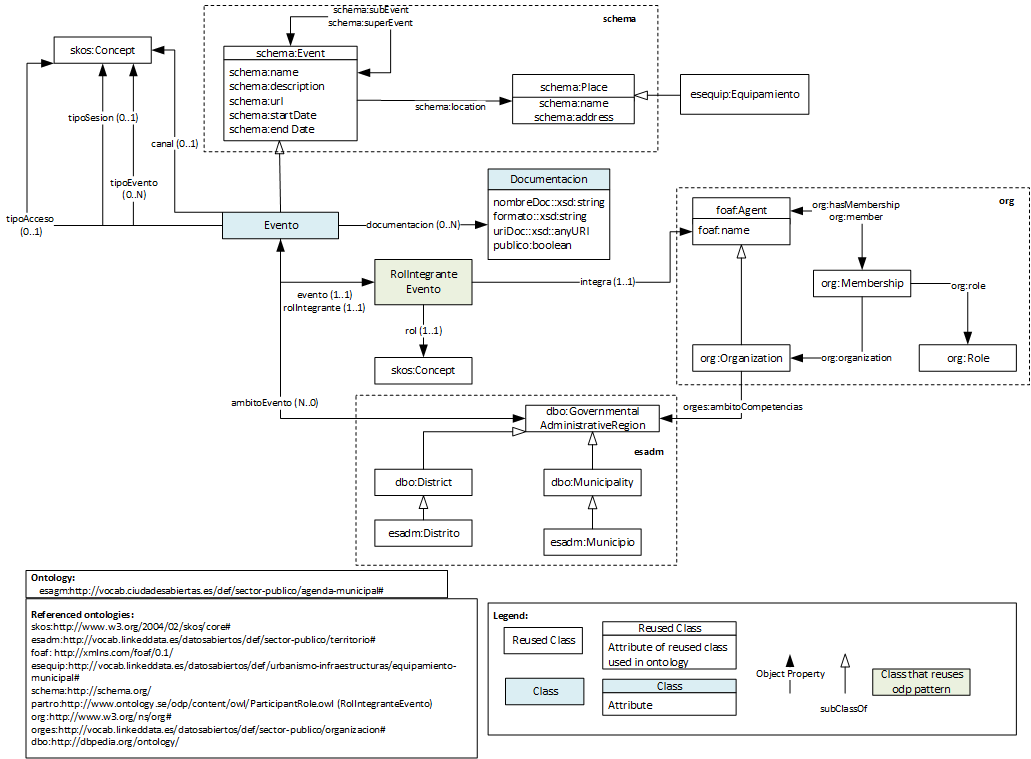 schema:subEvent
schema:superEvent
schema
skos:Concept
schema:Event
schema:name
schema:description
schema:url
schema:startDate
schema:end Date
schema:location
schema:Place
schema:name
schema:address
esequip:Equipamiento
tipoSesion (0..1)
canal (0..1)
tipoEvento
(0..N)
tipoAcceso
(0..1)
Evento
documentacion (0..N)
Documentacion
nombreDoc::xsd:string
formato::xsd:string
uriDoc::xsd::anyURI
publico:boolean
org
foaf:Agent
foaf:name
org:hasMembership
org:member
org:Membership
org:role
org:Organization
org:organization
org:Role
RolIntegrante
Evento
evento (1..1)
rolIntegrante (1..1)
integra (1..1)
rol (1..1)
skos:Concept
ambitoEvento (N..0)
orges:ambitoCompetencias
dbo:Governmental
AdministrativeRegion
esadm
dbo:District
dbo:Municipality
esadm:Distrito
esadm:Municipio
Ontology:
esagm:http://vocab.ciudadesabiertas.es/def/sector-publico/agenda-municipal#
Referenced ontologies:
skos:http://www.w3.org/2004/02/skos/core#
esadm:http://vocab.linkeddata.es/datosabiertos/def/sector-publico/territorio#
foaf: http://xmlns.com/foaf/0.1/
esequip:http://vocab.linkeddata.es/datosabiertos/def/urbanismo-infraestructuras/equipamiento-
municipal#
schema:http://schema.org/
partro:http://www.ontology.se/odp/content/owl/ParticipantRole.owl (RolIntegranteEvento)
org:http://www.w3.org/ns/org#
orges:http://vocab.linkeddata.es/datosabiertos/def/sector-publico/organizacion#
dbo:http://dbpedia.org/ontology/
Legend:
Reused Class
Reused Class
Attribute of reused class
used in ontology
Class
Class
Attribute
Object Property
subClassOf
Class that reuses
odp pattern